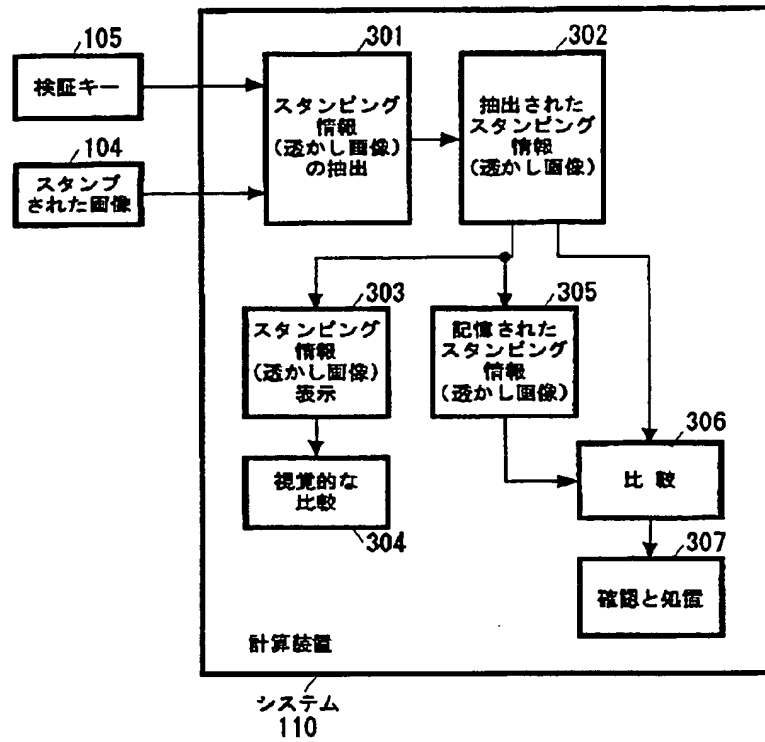 105
検証キー
104
スタンプ
された画像
301
スタンピング
情報
(透かし画像)
の抽出
302
抽出された
スタンピング
情報
(透かし画像)
303
スタンピング
情報
(透かし画像)
表示
305
記憶された
スタンピング
情報
(透かし画像)
視覚的な
比較
304
306
比較
307
確認と処置
計算装置
システム
110